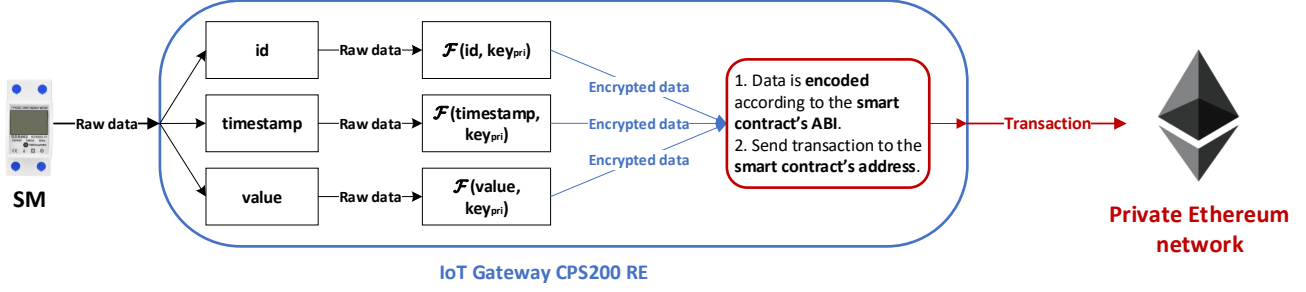 SM
Raw data
id
Raw data
𝓕(id, keypri)
timestamp
Raw data
𝓕(timestamp,
keypri)
value
Raw data
𝓕(value,
keypri)
Encrypted data
Encrypted data
Encrypted data
1. Data is encoded
according to the smart
contract's ABI.
2. Send transaction to the
smart contract's address.
Transaction
Private Ethereum
network
IoT Gateway CPS200 RE